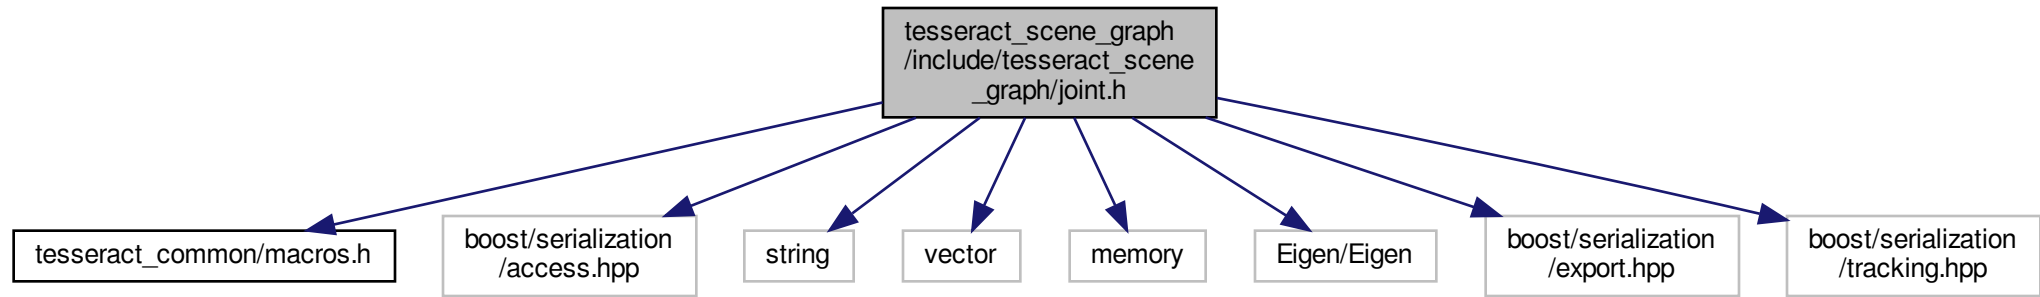 tesseract_scene_graph
/include/tesseract_scene
_graph/joint.h
tesseract_common/macros.h
boost/serialization
/access.hpp
string
vector
memory
Eigen/Eigen
boost/serialization
/export.hpp
boost/serialization
/tracking.hpp